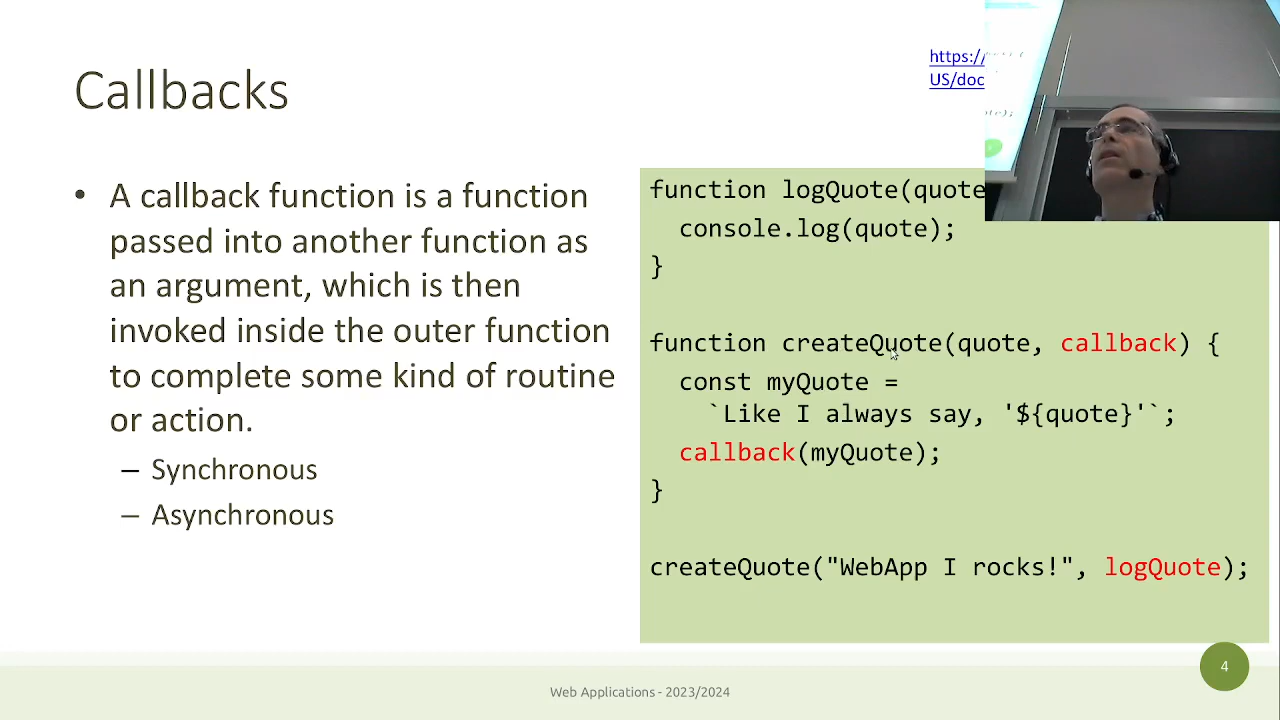 Callbacks
https:/
US/doc
• A callback function is a function
passed into another function as
an argument, which is then
invoked inside the outer function
to complete some kind of routine
or action.
– Synchronous
– Asynchronous
function logQuote(quote
console.log(quote);
}
function createQuote(quote, callback) {
const myQuote =
`Like I always say, '${quote}'`;
callback(myQuote);
}
createQuote("WebApp I rocks!", logQuote);
Web Applications - 2023/2024
4